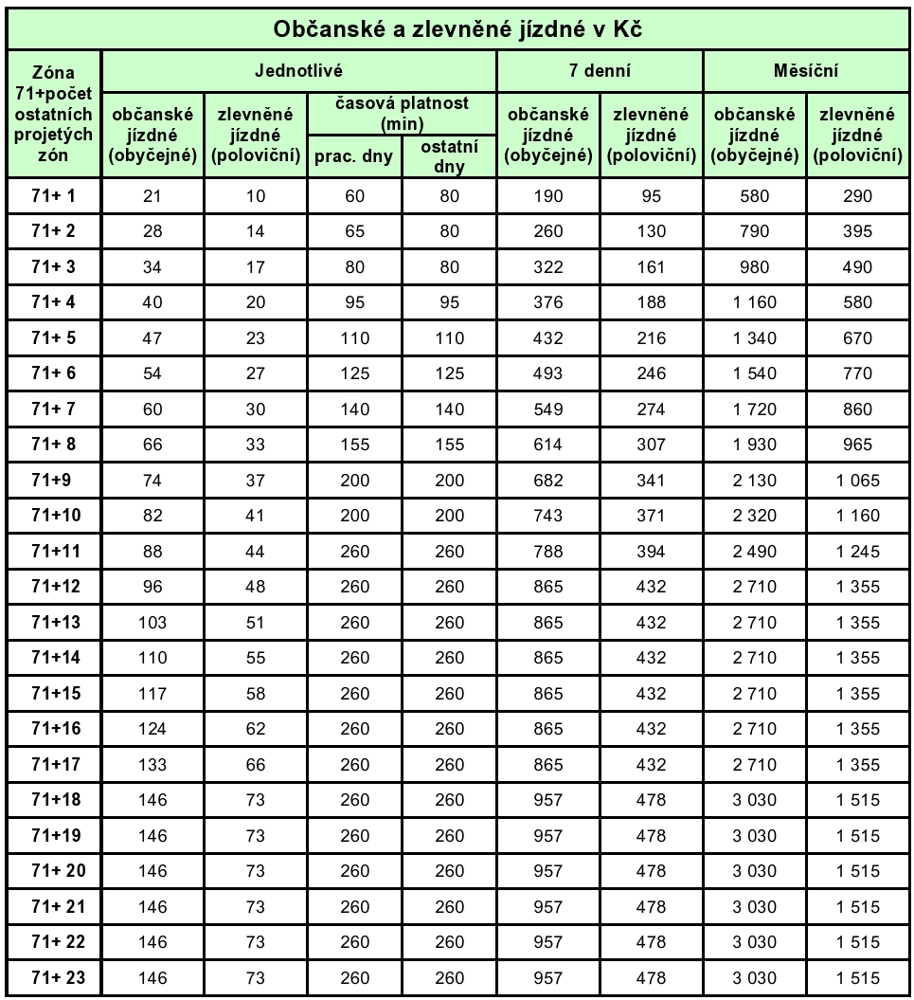 Občanské a zlevněné jízdné v Kč
Zóna 71+počet ostatních projetých zón
Jednotlivé
7 denní
Měsíční
občanské jízdné (obyčejné)
zlevněné jízdné (poloviční)
časová platnost (min)
prac. dny
ostatní dny
občanské jízdné (obyčejné)
zlevněné jízdné (poloviční)
občanské jízdné (obyčejné)
zlevněné jízdné (poloviční)
71+ 1 21 10 60 80 190 95 580 290
71+ 2 28 14 65 80 260 130 790 395
71+ 3 34 17 80 80 322 161 980 490
71+ 4 40 20 95 95 376 188 1 160 580
71+ 5 47 23 110 110 432 216 1 340 670
71+ 6 54 27 125 125 493 246 1 540 770
71+ 7 60 30 140 140 549 274 1 720 860
71+ 8 66 33 155 155 614 307 1 930 965
71+9 74 37 200 200 682 341 2 130 1 065
71+10 82 41 200 200 743 371 2 320 1 160
71+11 88 44 260 260 788 394 2 490 1 245
71+12 96 48 260 260 865 432 2 710 1 355
71+13 103 51 260 260 865 432 2 710 1 355
71+14 110 55 260 260 865 432 2 710 1 355
71+15 117 58 260 260 865 432 2 710 1 355
71+16 124 62 260 260 865 432 2 710 1 355
71+17 133 66 260 260 865 432 2 710 1 355
71+18 146 73 260 260 957 478 3 030 1 515
71+19 146 73 260 260 957 478 3 030 1 515
71+ 20 146 73 260 260 957 478 3 030 1 515
71+ 21 146 73 260 260 957 478 3 030 1 515
71+ 22 146 73 260 260 957 478 3 030 1 515
71+ 23 146 73 260 260 957 478 3 030 1 515